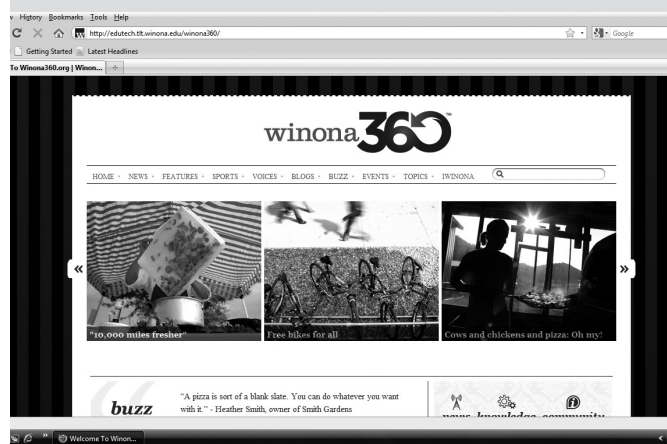 w History Bookmarks Tools Help
http://edutech.tlt.winona.edu/winona360/
Google
Getting Started Latest Headlines
To Winona360.org | Winon...
winona360™
HOME NEWS FEATURES SPORTS VOICES BLOGS BUZZ EVENTS TOPICS IWINONA
"10,000 miles fresher"
Free bikes for all
Cows and chickens and pizza: Oh my!
buzz
“A pizza is sort of a blank slate. You can do whatever you want
with it.” - Heather Smith, owner of Smith Gardens
news knowledge community
Welcome To Winon...